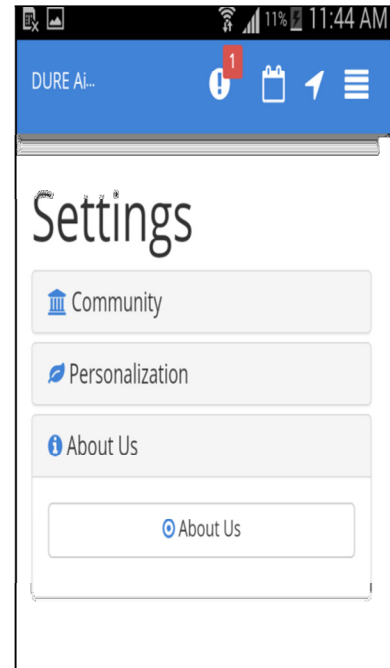 11% 11:44 AM
DURE Ai...
1
Settings
Community
Personalization
About Us
About Us